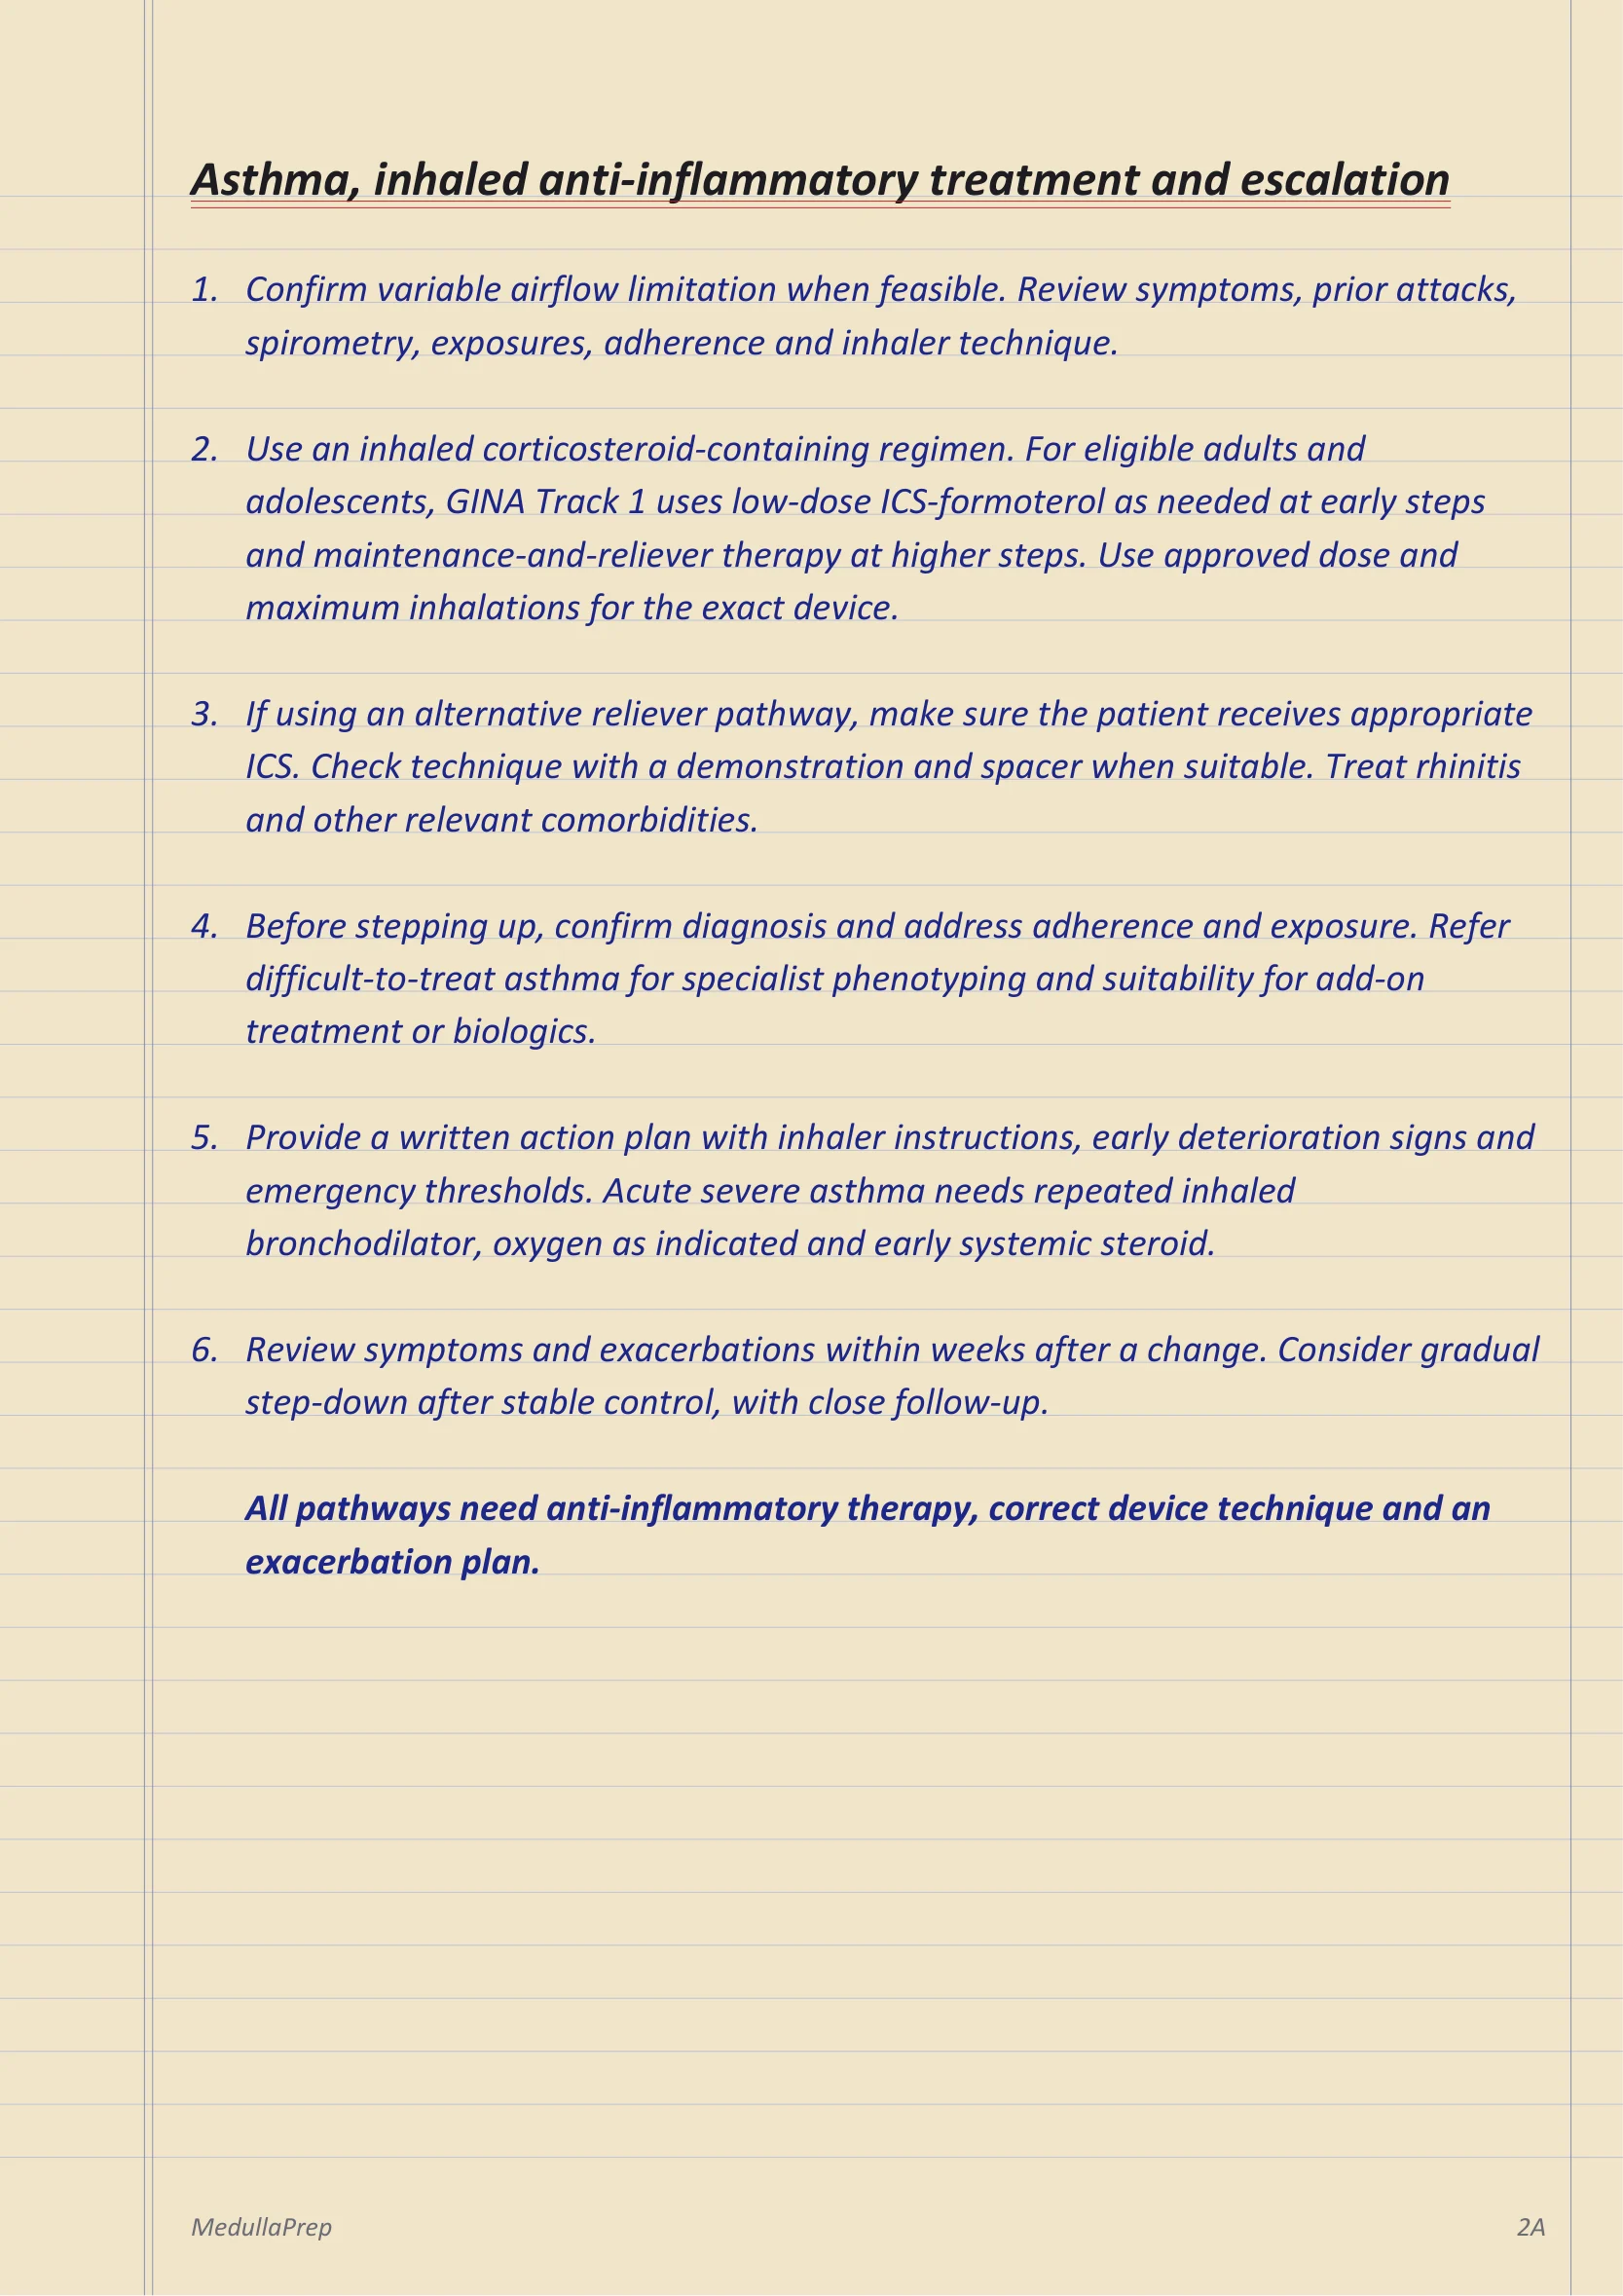 Asthma, inhaled anti-inflammatory treatment and escalation
1. Confirm variable airflow limitation when feasible. Review symptoms, prior attacks,
spirometry, exposures, adherence and inhaler technique.
2. Use an inhaled corticosteroid-containing regimen. For eligible adults and
adolescents, GINA Track 1 uses low-dose ICS-formoterol as needed at early steps
and maintenance-and-reliever therapy at higher steps. Use approved dose and
maximum inhalations for the exact device.
3. If using an alternative reliever pathway, make sure the patient receives appropriate
ICS. Check technique with a demonstration and spacer when suitable. Treat rhinitis
and other relevant comorbidities.
4. Before stepping up, confirm diagnosis and address adherence and exposure. Refer
difficult-to-treat asthma for specialist phenotyping and suitability for add-on
treatment or biologics.
5. Provide a written action plan with inhaler instructions, early deterioration signs and
emergency thresholds. Acute severe asthma needs repeated inhaled
bronchodilator, oxygen as indicated and early systemic steroid.
6. Review symptoms and exacerbations within weeks after a change. Consider gradual
step-down after stable control, with close follow-up.
All pathways need anti-inflammatory therapy, correct device technique and an
exacerbation plan.
MedullaPrep
2A